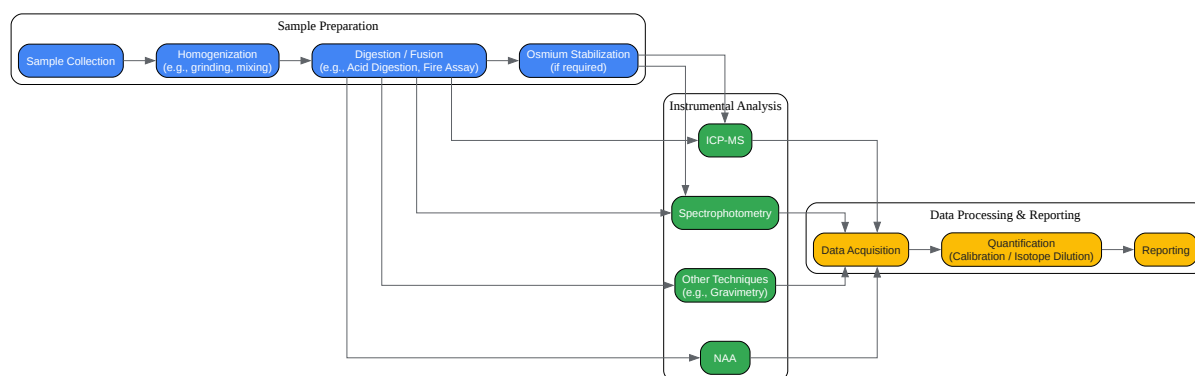 Sample Preparation
Sample Collection
Homogenization
(e.g., grinding, mixing)
Digestion / Fusion
(e.g., Acid Digestion, Fire Assay)
Osmium Stabilization
(if required)
Instrumental Analysis
ICP-MS
Spectrophotometry
Other Techniques
(e.g., Gravimetry)
NAA
Data Processing & Reporting
Data Acquisition
Quantification
(Calibration / Isotope Dilution)
Reporting